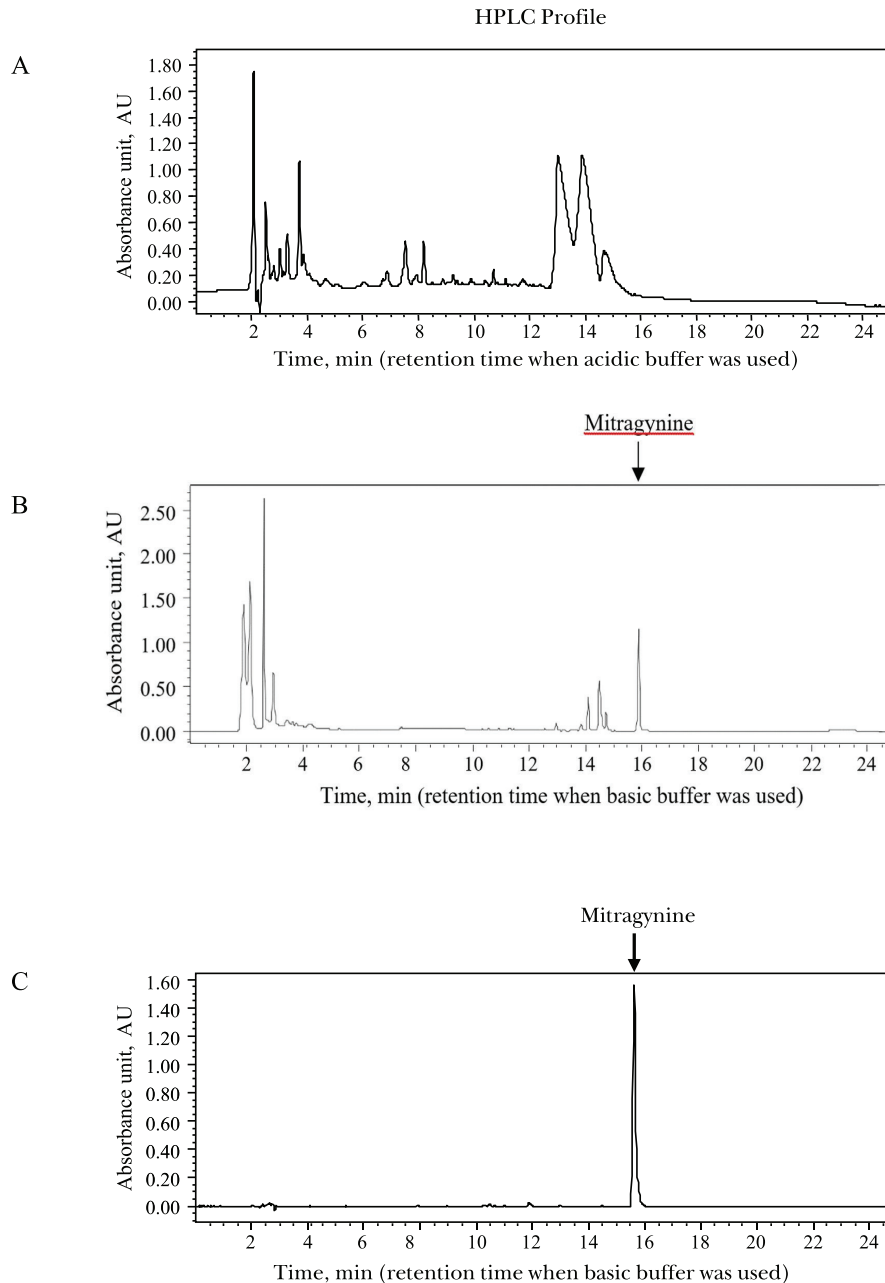 HPLC Profile
A
Absorbance unit, AU
1.80
1.60
1.40
1.20
1.00
0.80
0.60
0.40
0.20
0.00
2 4 6 8 10 12 14 16 18 20 22 24
Time, min (retention time when acidic buffer was used)
Mitragynine
B
Absorbance unit, AU
2.50
2.00
1.50
1.00
0.50
0.00
2 4 6 8 10 12 14 16 18 20 22 24
Time, min (retention time when basic buffer was used)
Mitragynine
C
Absorbance unit, AU
1.60
1.40
1.20
1.00
0.80
0.60
0.40
0.20
0.00
2 4 6 8 10 12 14 16 18 20 22 24
Time, min (retention time when basic buffer was used)